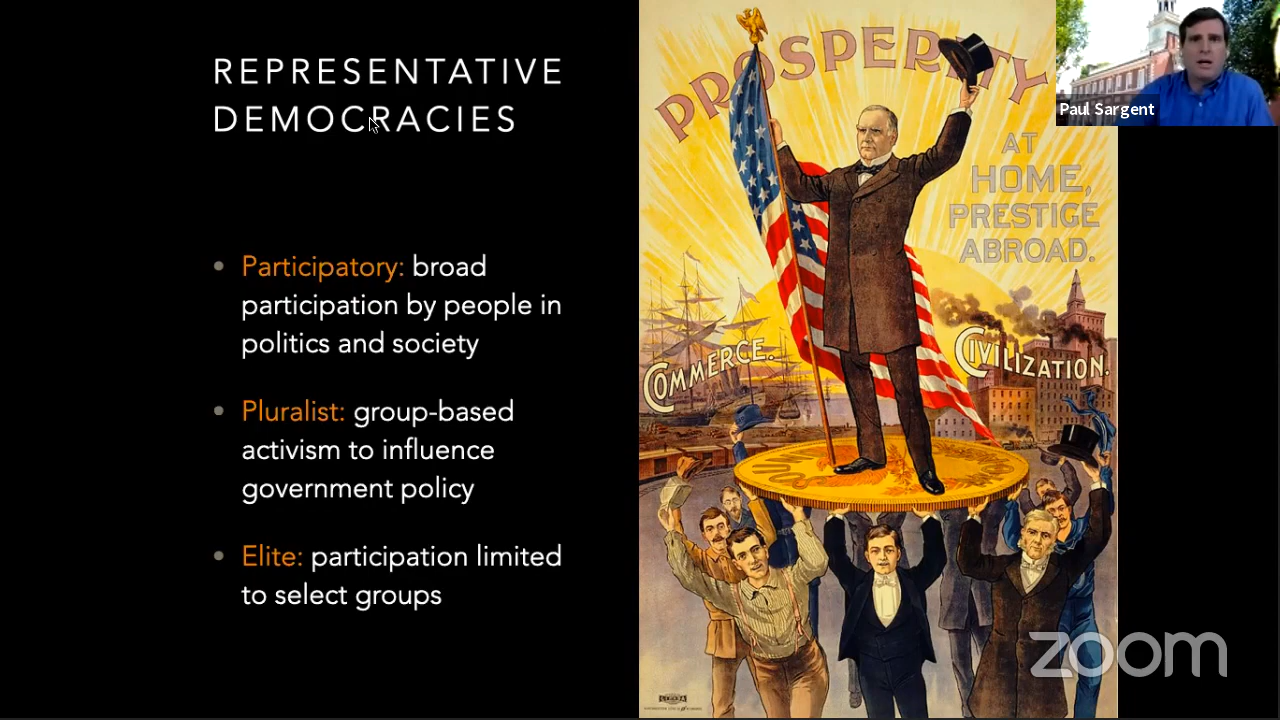 REPRESENTATIVE
DEMOCRACIES
• Participatory: broad
participation by people in
politics and society
• Pluralist: group-based
activism to influence
government policy
• Elite: participation limited
to select groups
PROSPERITY
AT
HOME,
PRESTIGE
ABROAD.
COMMERCE.
CIVILIZATION.
Paul Sargent
zoom